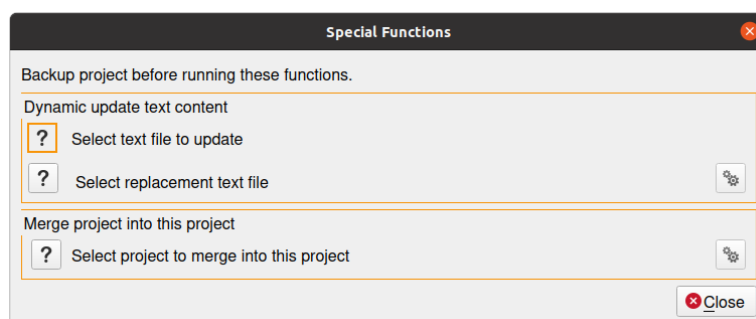 Special Functions
Backup project before running these functions.
Dynamic update text content
? Select text file to update
? Select replacement text file
Merge project into this project
? Select project to merge into this project
Close